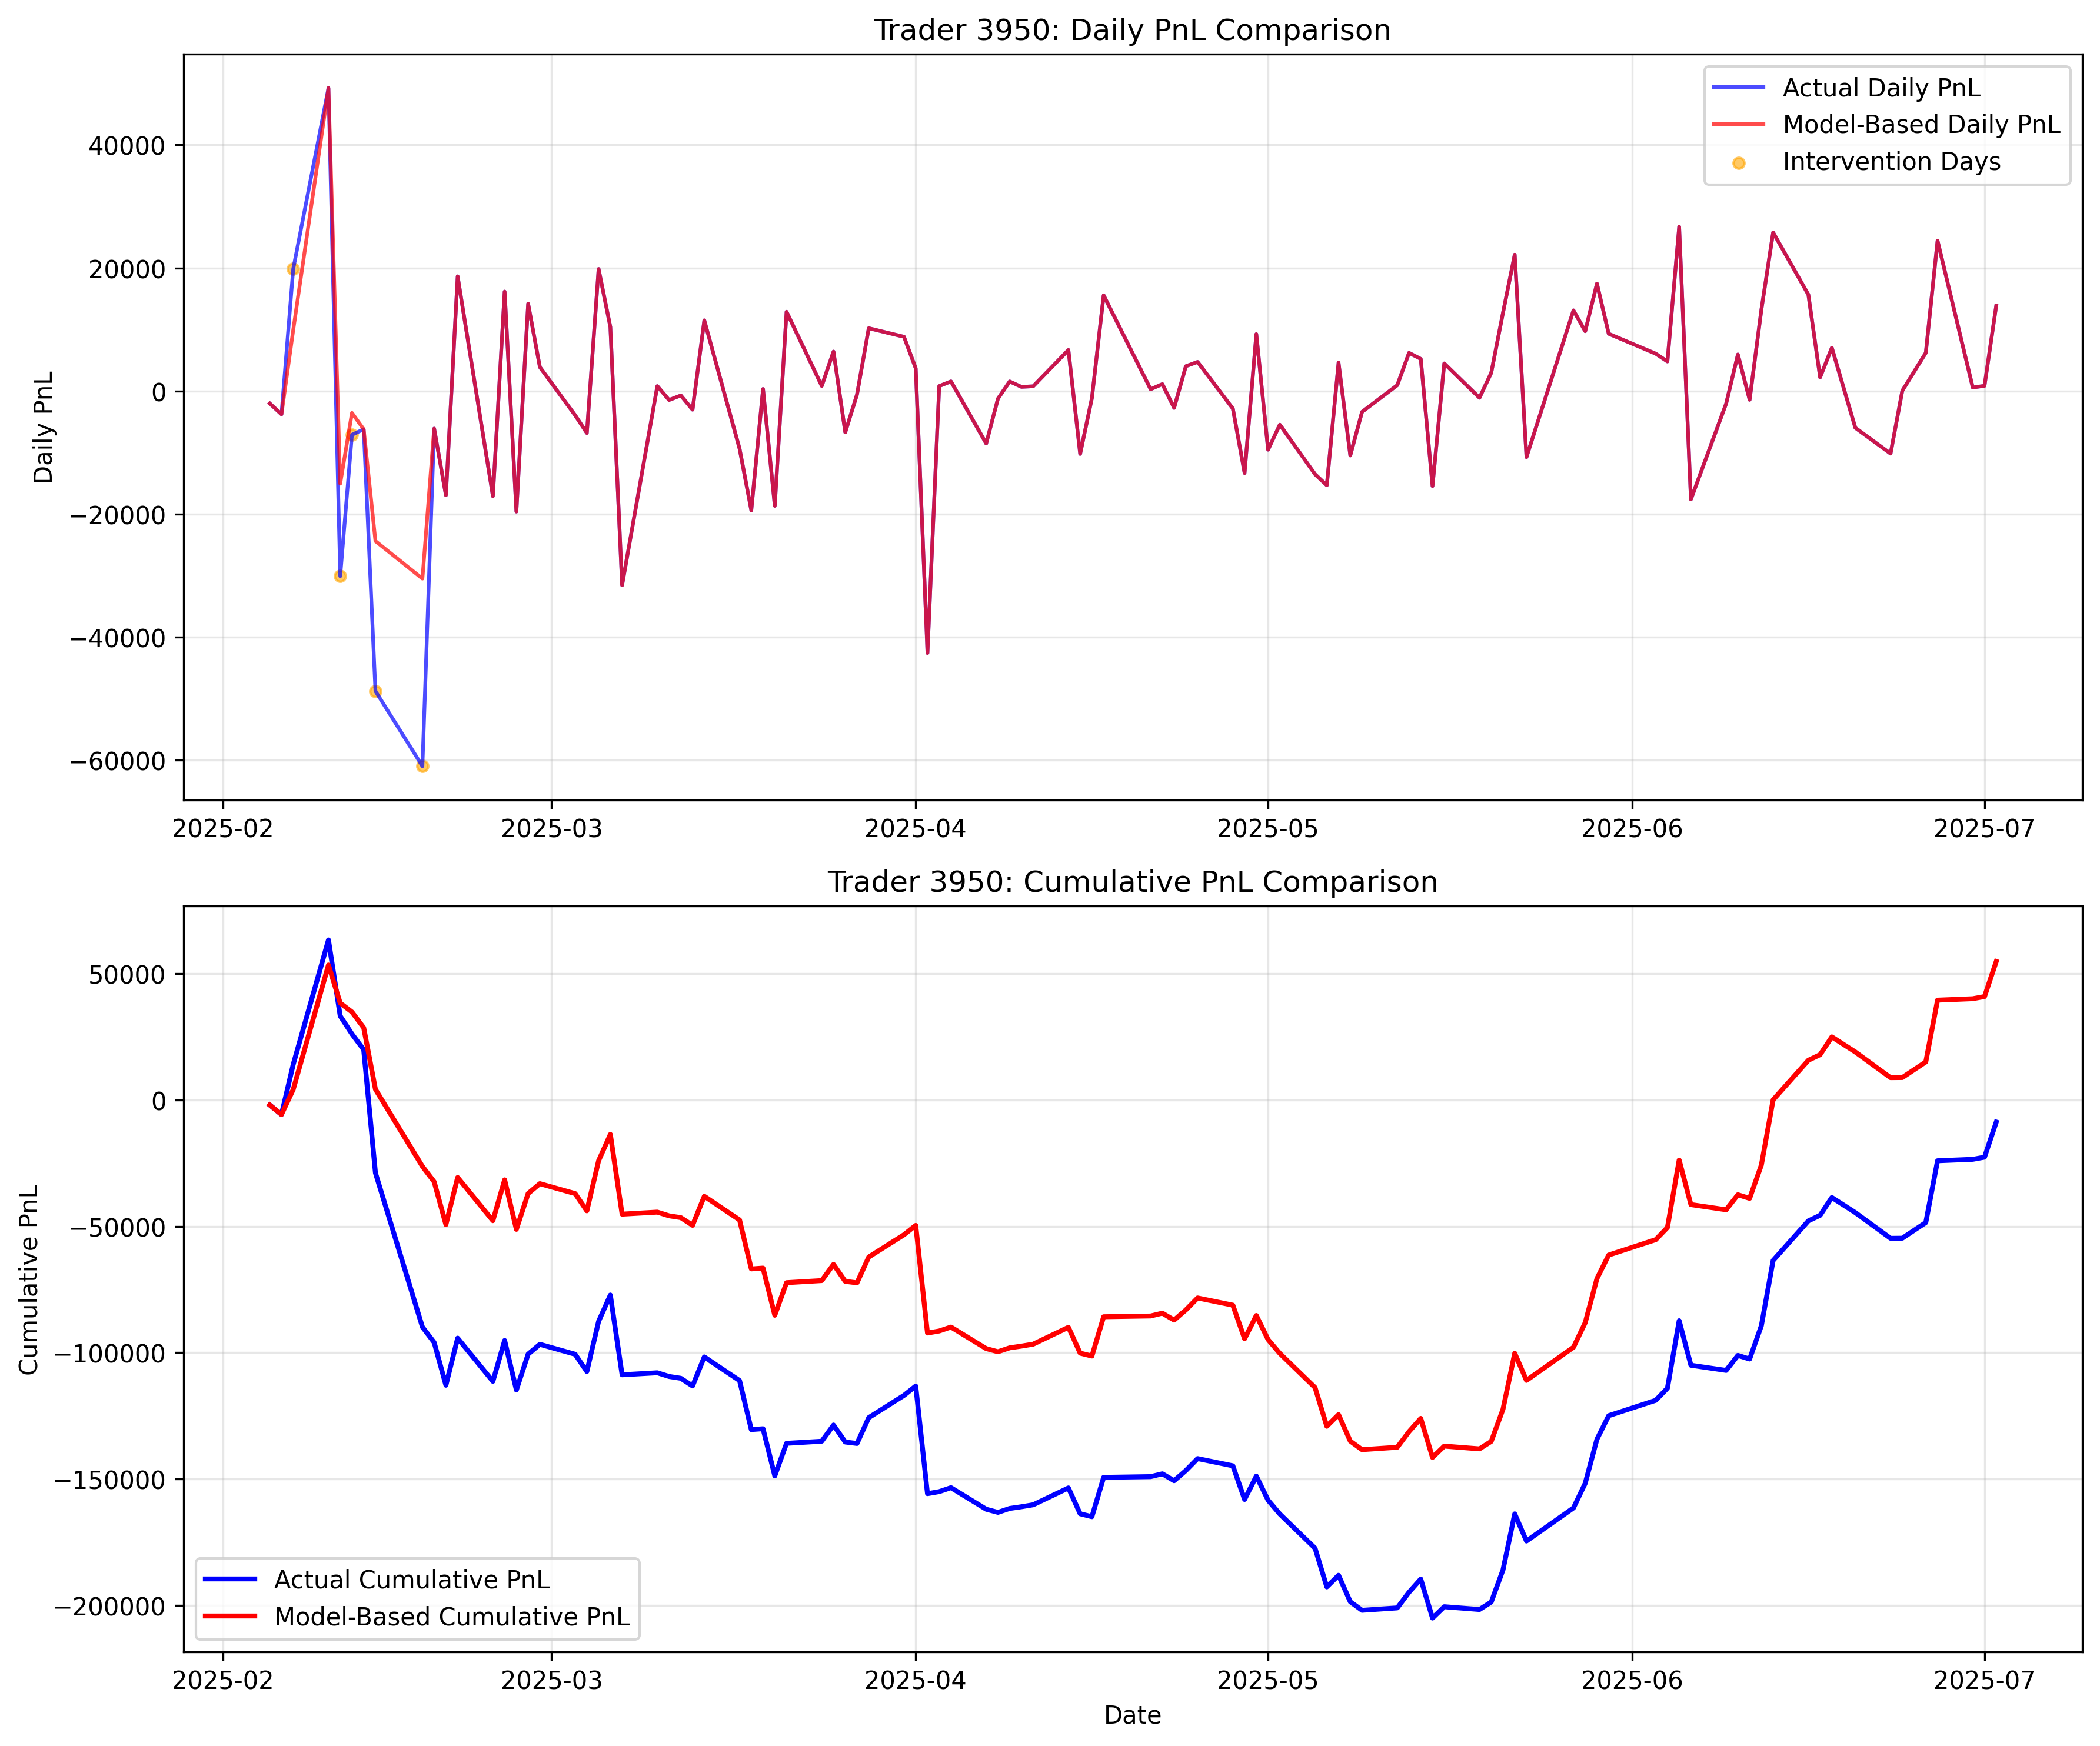 Trader 3950: Daily PnL Comparison
Daily PnL
40000
20000
0
−20000
−40000
−60000
Actual Daily PnL
Model-Based Daily PnL
Intervention Days
2025-02 2025-03 2025-04 2025-05 2025-06 2025-07
Trader 3950: Cumulative PnL Comparison
Cumulative PnL
50000
0
−50000
−100000
−150000
−200000
Actual Cumulative PnL
Model-Based Cumulative PnL
2025-02 2025-03 2025-04 2025-05 2025-06 2025-07
Date